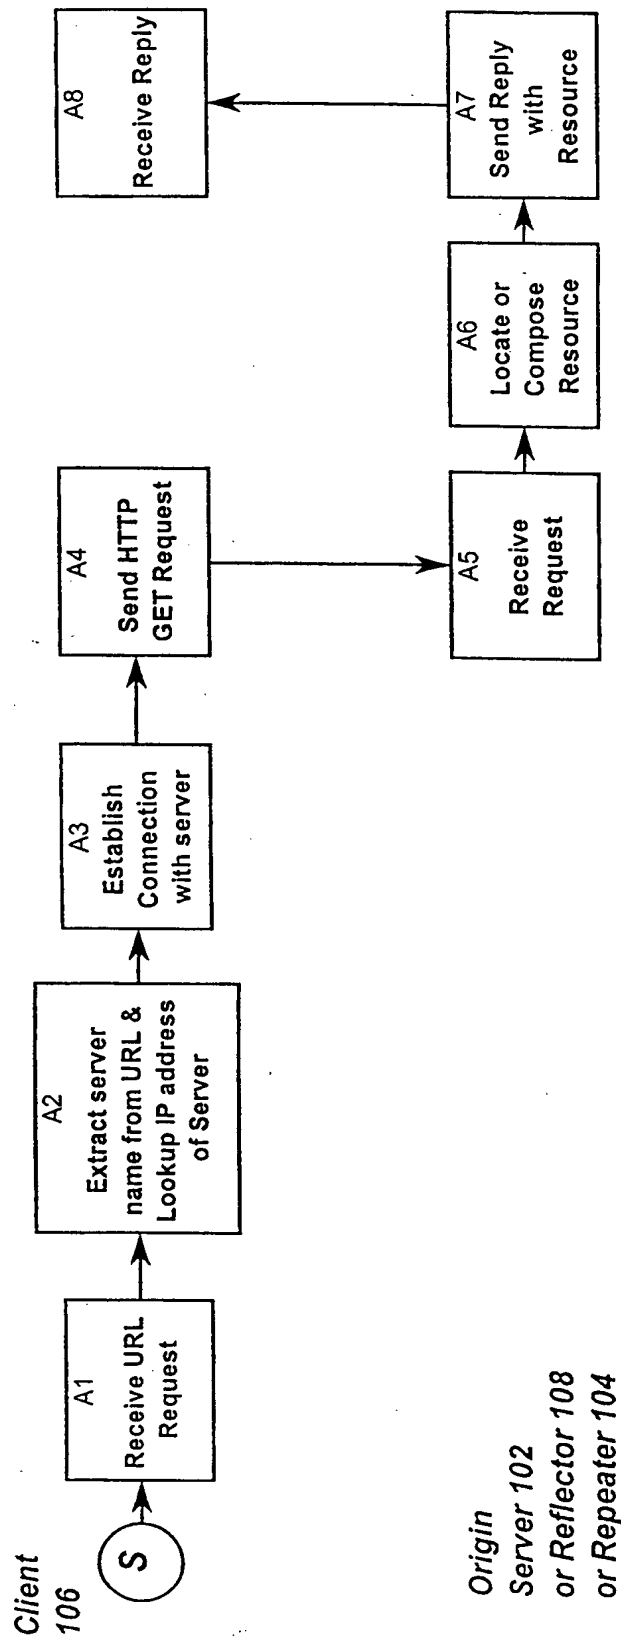 Client
106
S
A1
Receive URL
Request
A2
Extract server
name from URL &
Lookup IP address
of Server
A3
Establish
Connection
with server
A4
Send HTTP
GET Request
A8
Receive Reply
Origin
Server 102
or Reflector 108
or Repeater 104
A5
Receive
Request
A6
Locate or
Compose
Resource
A7
Send Reply
with
Resource